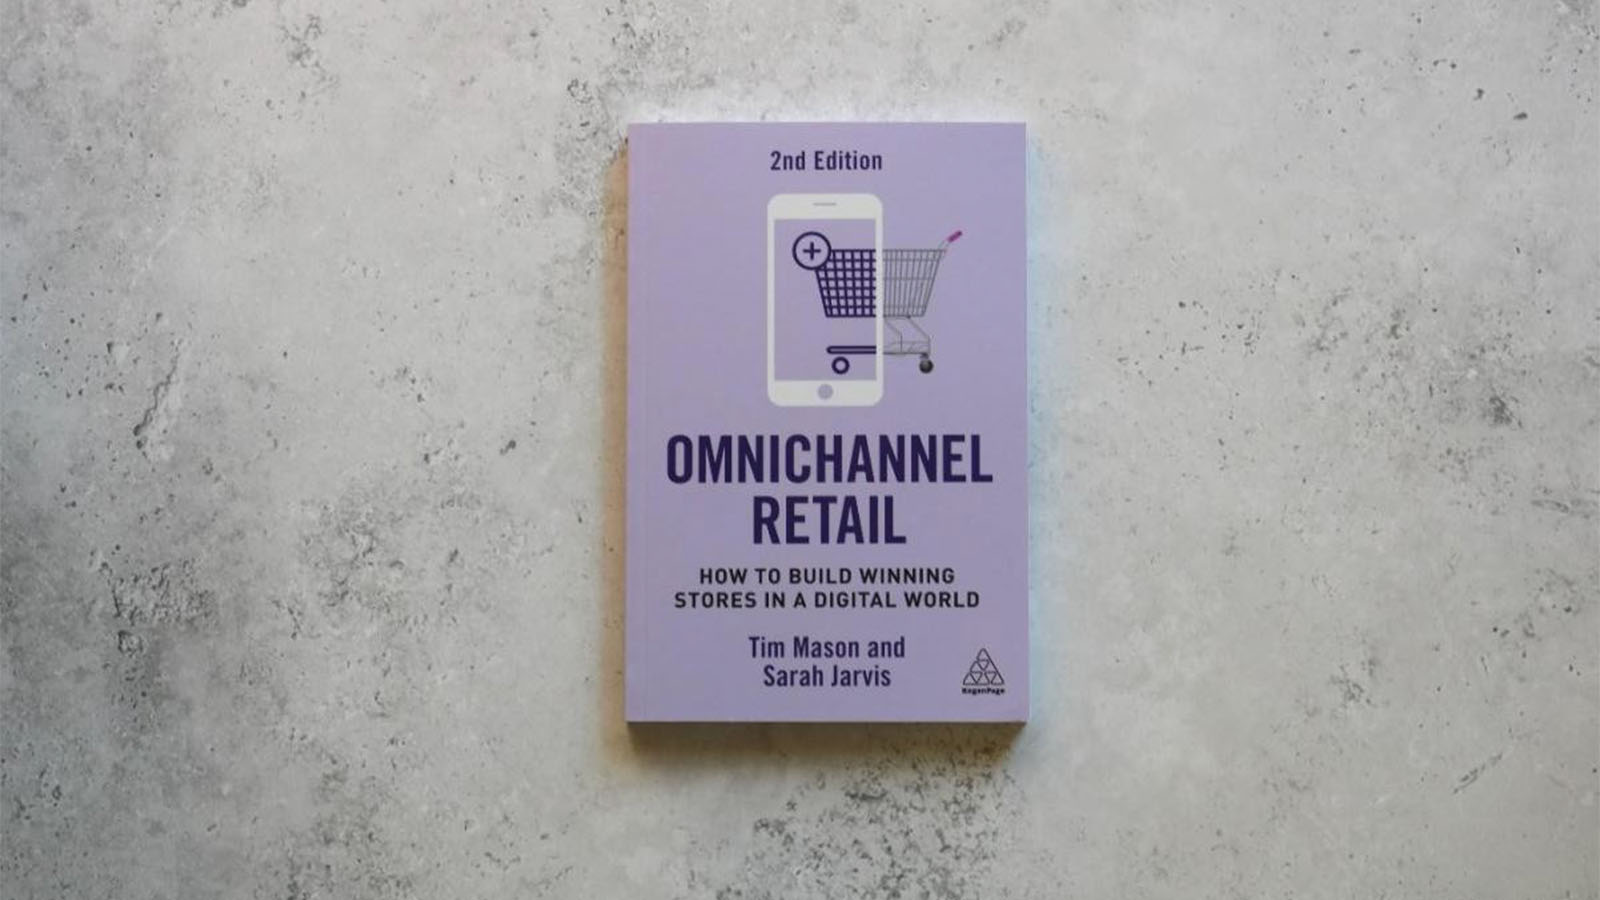 2nd Edition
OMNICHANNEL
RETAIL
HOW TO BUILD WINNING
STORES IN A DIGITAL WORLD
Tim Mason and
Sarah Jarvis
KoganPage